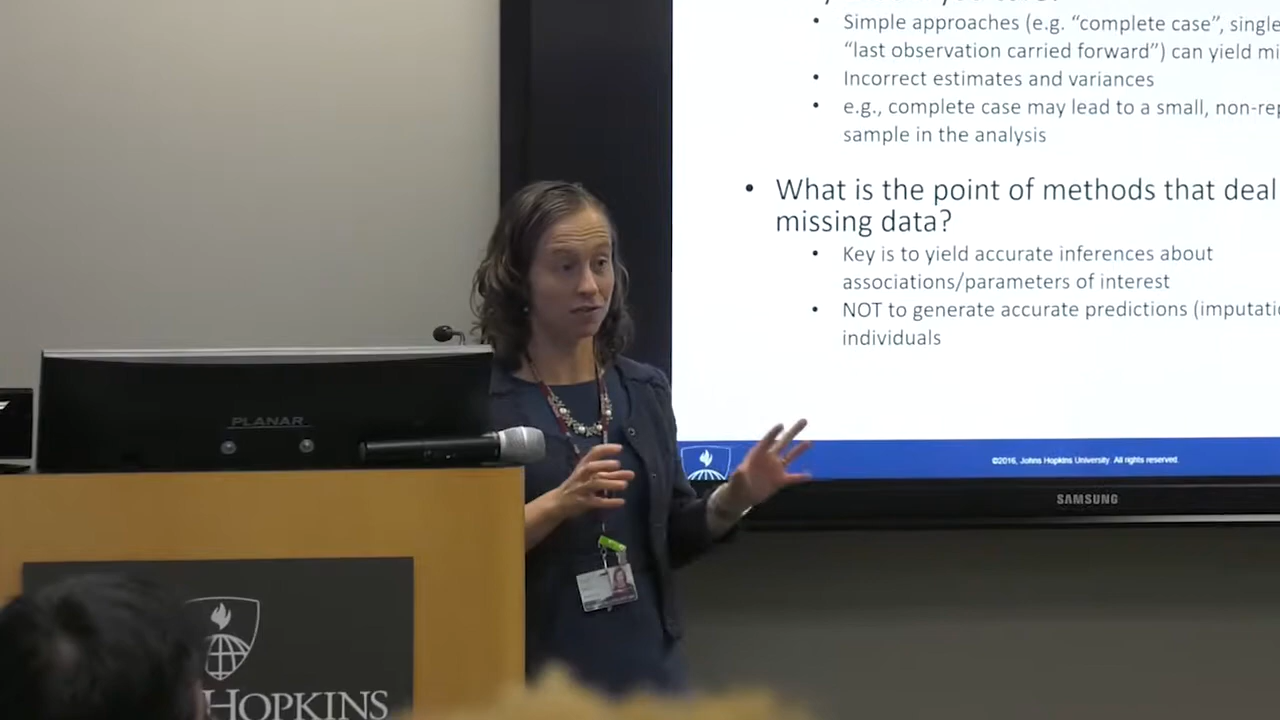 Simple approaches (e.g. “complete case”, single
“last observation carried forward”) can yield mi
Incorrect estimates and variances
e.g., complete case may lead to a small, non-rep
sample in the analysis
What is the point of methods that deal
missing data?
Key is to yield accurate inferences about
associations/parameters of interest
NOT to generate accurate predictions (imputatio
individuals
©2016, Johns Hopkins University. All rights reserved.
SAMSUNG
PLANAR
HOPKINS